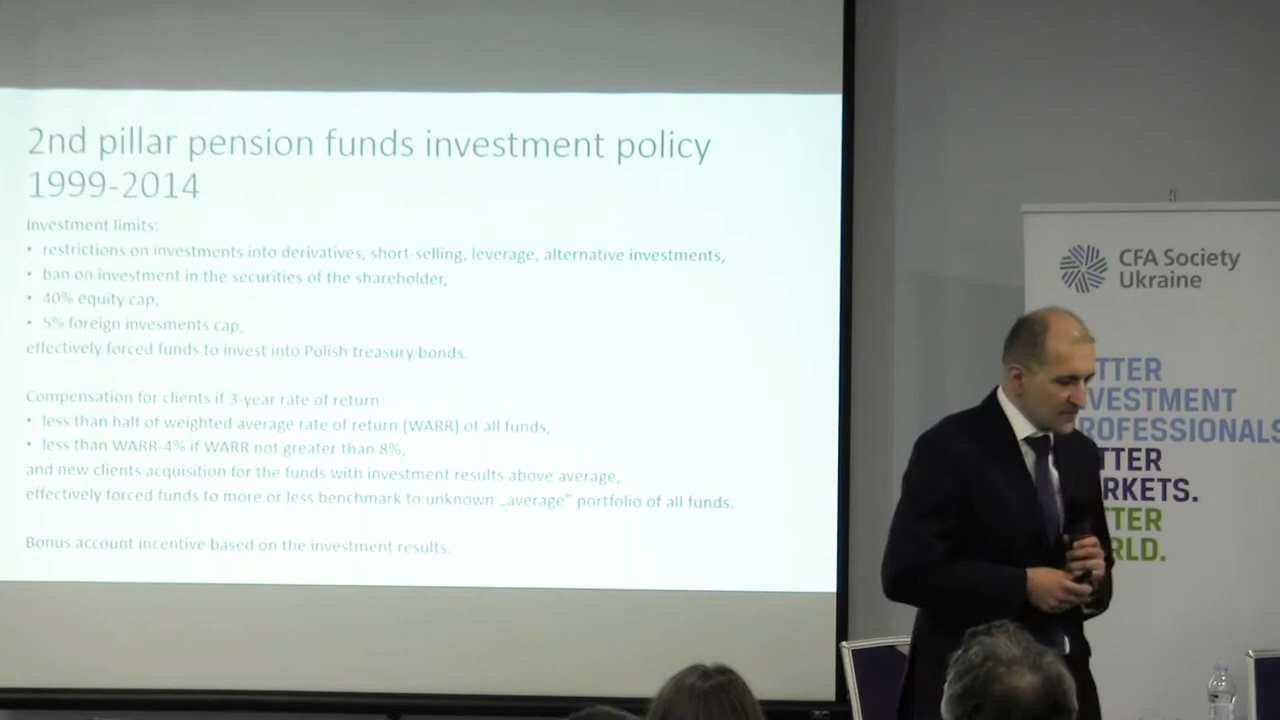 2nd pillar pension funds investment policy
1999-2014
Investment limits:
• restrictions on investments into derivatives, short-selling, leverage, alternative investments,
• ban on investment in the securities of the shareholder,
• 40% equity cap,
• 5% foreign invesments cap,
effectively forced funds to invest into Polish treasury bonds.
Compensation for clients if 3-year rate of return:
• less than half of weighted average rate of return (WARR) of all funds,
• less than WARR-4% if WARR not greater than 8%,
and new clients acquisition for the funds with investment results above average,
effectively forced funds to more or less benchmark to unknown „average” portfolio of all funds.
Bonus account incentive based on the investment results.
CFA Society
Ukraine
TTER
VESTMENT
ROFESSIONALS
TTER
RKETS.
TTER
RLD.